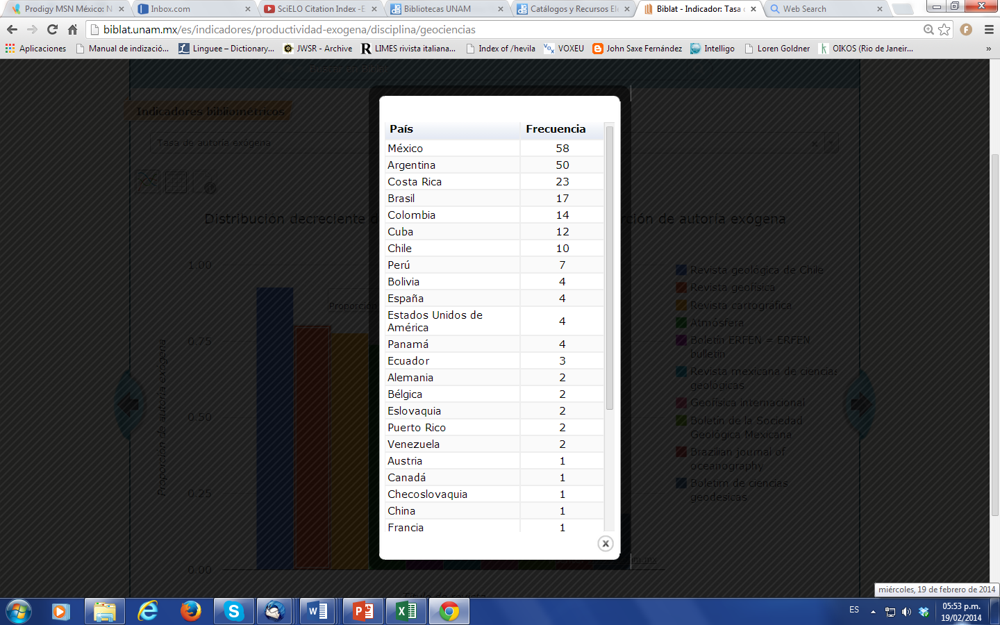 Prodigy MSN México: N
Inbox.com
SciELO Citation Index -E
Bibliotecas UNAM
Catálogos y Recursos Ele
Biblat - Indicador: Tasa
Web Search
biblat.unam.mx/es/indicadores/productividad-exogena/disciplina/geociencias
Aplicaciones
Manual de indizació...
Linguee – Dictionary...
JWSR - Archive
LIMES rivista italiana...
Index of /hevila
VOXEU
John Saxe Fernández
Intelligo
Loren Goldner
OIKOS (Rio de Janeir...
»
Indicadores bibliométricos
Tasa de autoría exógena
Distribución decreciente d
ción de autoría exógena
Proporción de autoría exógena
1.00
0.75
0.50
0.25
0.00
Proporción
País Frecuencia
México 58
Argentina 50
Costa Rica 23
Brasil 17
Colombia 14
Cuba 12
Chile 10
Perú 7
Bolivia 4
España 4
Estados Unidos de
América 4
Panamá 4
Ecuador 3
Alemania 2
Bélgica 2
Eslovaquia 2
Puerto Rico 2
Venezuela 2
Austria 1
Canadá 1
Checoslovaquia 1
China 1
Francia 1
Revista geológica de Chile
Revista geofísica
Revista cartográfica
Atmósfera
Boletín ERFEN = ERFEN
bulletin
Revista mexicana de ciencias
geológicas
Geofísica internacional
Boletín de la Sociedad
Geológica Mexicana
Brazilian journal of
oceanography
Boletim de ciencias
geodesicas
miércoles, 19 de febrero de 2014
ES
05:53 p.m.
19/02/2014